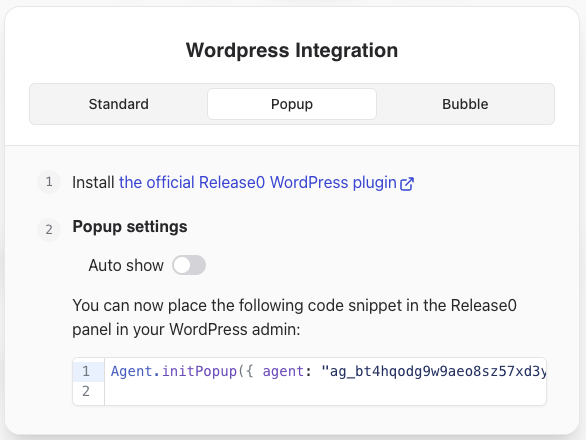 Wordpress Integration
Standard
Popup
Bubble
1
Install the official Release0 WordPress plugin
2
Popup settings
Auto show
You can now place the following code snippet in the Release0
panel in your WordPress admin:
1
Agent.initPopup({ agent: "ag_bt4hqodg9w9aeo8sz57xd3y
2